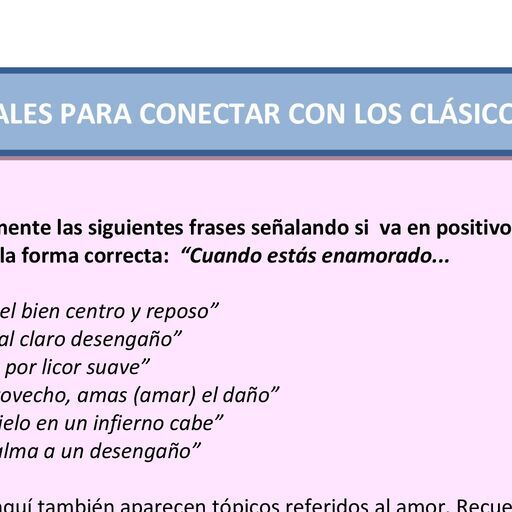 ALES PARA CONECTAR CON LOS CLÁSICO
mente las siguientes frases señalando si va en positivo
la forma correcta: “Cuando estás enamorado...
el bien centro y reposo”
al claro desengaño”
por licor suave”
ovecho, amas (amar) el daño”
ielo en un infierno cabe”
alma a un desengaño”
aquí también aparecen tópicos referidos al amor. Recue